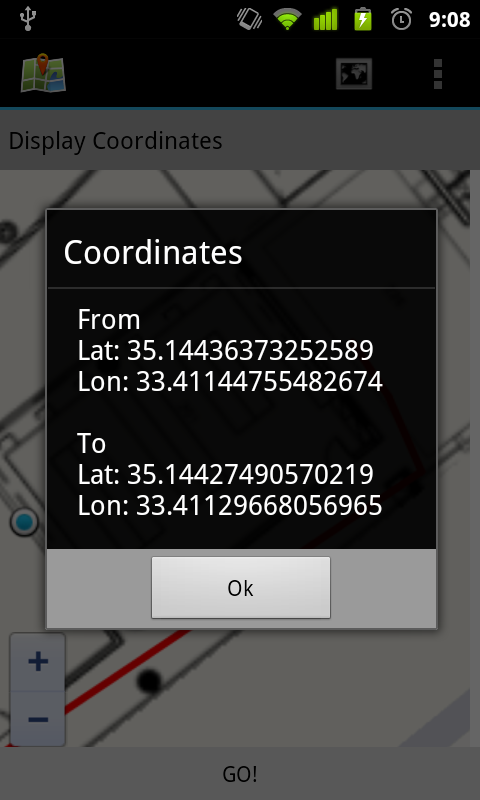 9:08
Display Coordinates
Coordinates
From
Lat: 35.14436373252589
Lon: 33.41144755482674
To
Lat: 35.14427490570219
Lon: 33.41129668056965
Ok
+
−
GO!